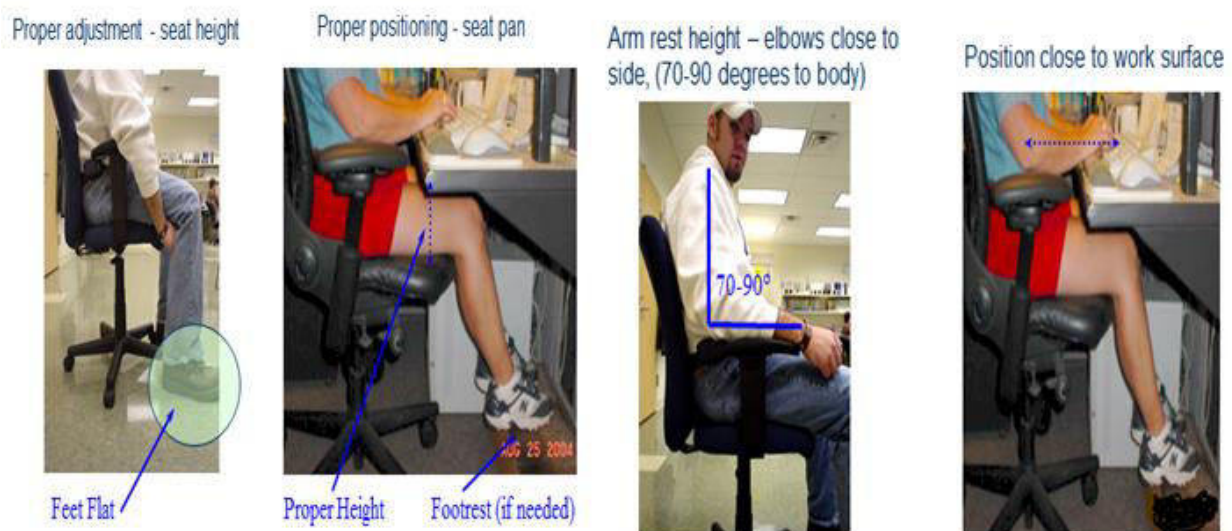 Proper adjustment - seat height
Proper positioning - seat pan
Arm rest height – elbows close to
side, (70-90 degrees to body)
Position close to work surface
70-90°
AUG 25 2004
Feet Flat
Proper Height
Footrest (if needed)